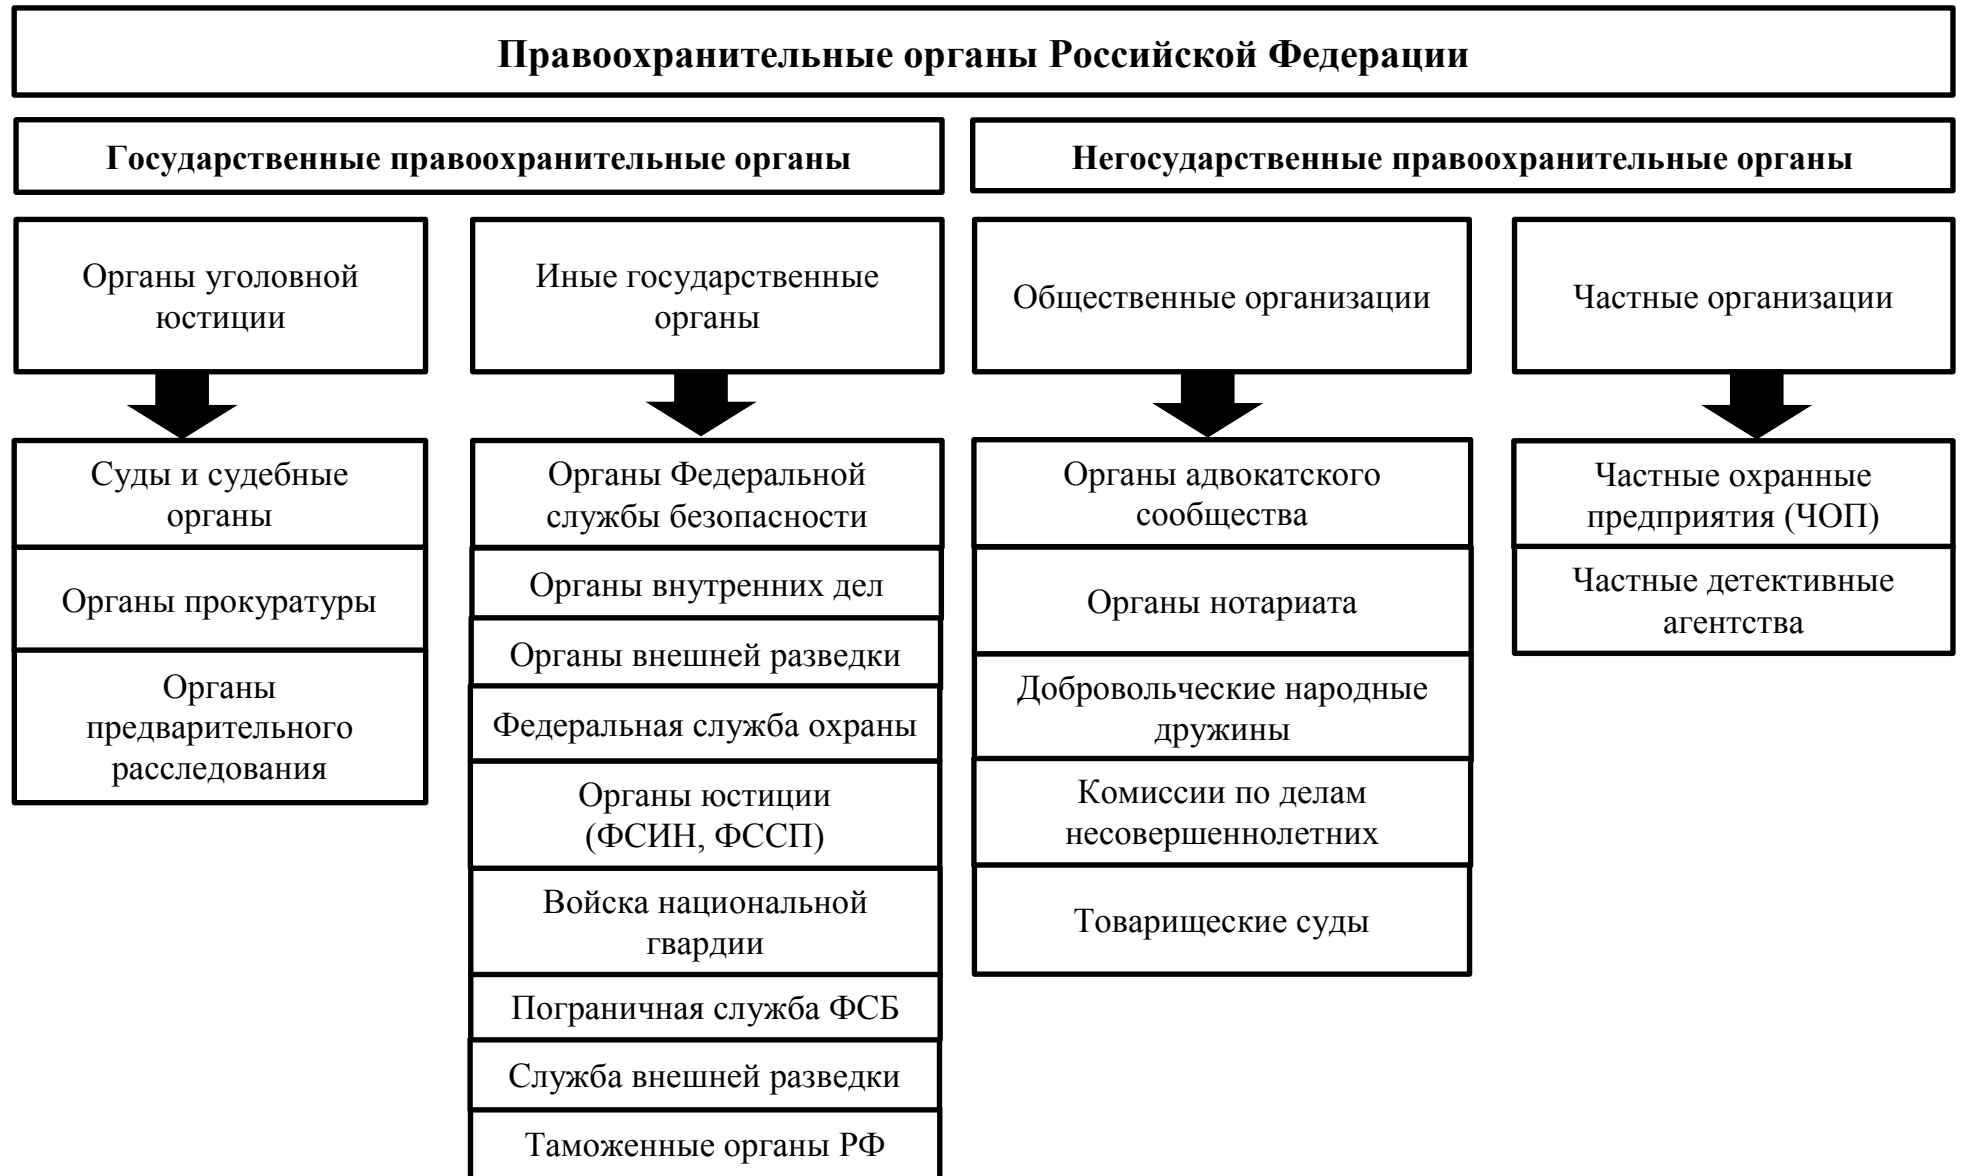 Правоохранительные органы Российской Федерации
Государственные правоохранительные органы
Негосударственные правоохранительные органы
Органы уголовной
юстиции
Иные государственные
органы
Общественные организации
Частные организации
Суды и судебные
органы
Органы прокуратуры
Органы
предварительного
расследования
Органы Федеральной
службы безопасности
Органы внутренних дел
Органы внешней разведки
Федеральная служба охраны
Органы юстиции
(ФСИН, ФССП)
Войска национальной
гвардии
Пограничная служба ФСБ
Служба внешней разведки
Таможенные органы РФ
Органы адвокатского
сообщества
Органы нотариата
Добровольческие народные
дружины
Комиссии по делам
несовершеннолетних
Товарищеские суды
Частные охранные
предприятия (ЧОП)
Частные детективные
агентства